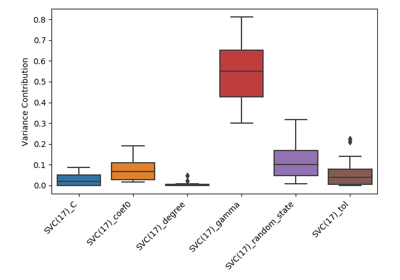 0.8
0.7
0.6
0.5
0.4
0.3
0.2
0.1
0.0
Variance Contribution
SVC(17)_C
SVC(17)_coef0
SVC(17)_degree
SVC(17)_gamma
SVC(17)_random_state
SVC(17)_tol